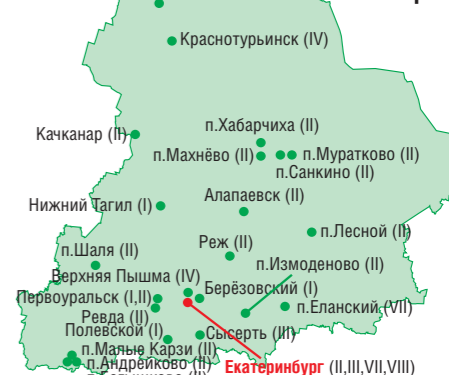 Краснотурьинск (IV)
п.Хабарчиха (II)
Качканар (II)
п.Махнёво (II)
п.Муратково (II)
п.Санкино (II)
Алапаевск (II)
Нижний Тагил (I)
п.Лесной (II)
Реж (II)
п.Шаля (II)
п.Измоденово (II)
Верхняя Пышма (IV)
Берёзовский (I)
Первоуральск (I,II)
п.Еланский (VII)
Ревда (II)
Полевской (I)
Сысерть (III)
п.Малые Карзи (II)
п.Андрейково (II)
Екатеринбург (II,III,VII,VIII)